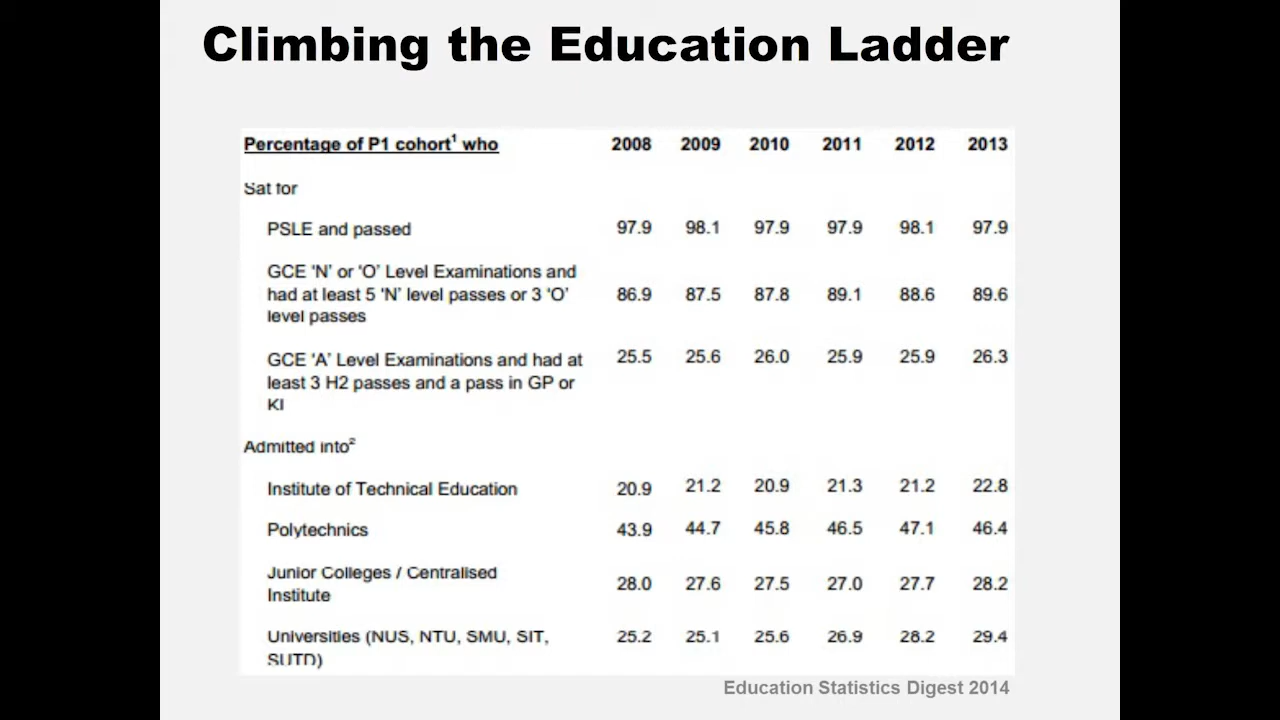 Climbing the Education Ladder
Percentage of P1 cohort¹ who 2008 2009 2010 2011 2012 2013
Sat for
PSLE and passed 97.9 98.1 97.9 97.9 98.1 97.9
GCE 'N' or 'O' Level Examinations and
had at least 5 'N' level passes or 3 'O' 86.9 87.5 87.8 89.1 88.6 89.6
level passes
GCE 'A' Level Examinations and had at 25.5 25.6 26.0 25.9 25.9 26.3
least 3 H2 passes and a pass in GP or
KI
Admitted into²
Institute of Technical Education 20.9 21.2 20.9 21.3 21.2 22.8
Polytechnics 43.9 44.7 45.8 46.5 47.1 46.4
Junior Colleges / Centralised 28.0 27.6 27.5 27.0 27.7 28.2
Institute
Universities (NUS, NTU, SMU, SIT, 25.2 25.1 25.6 26.9 28.2 29.4
SUTD)
Education Statistics Digest 2014